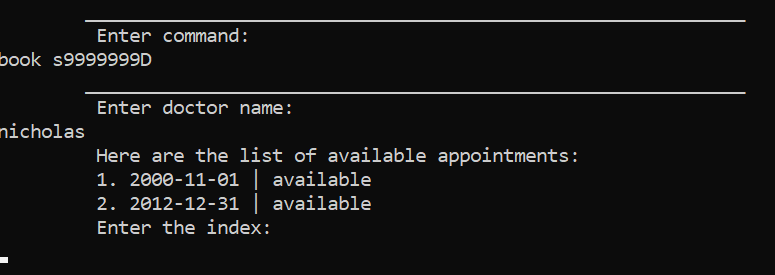 Enter command:
book s9999999D
Enter doctor name:
nicholas
Here are the list of available appointments:
1. 2000-11-01 | available
2. 2012-12-31 | available
Enter the index: